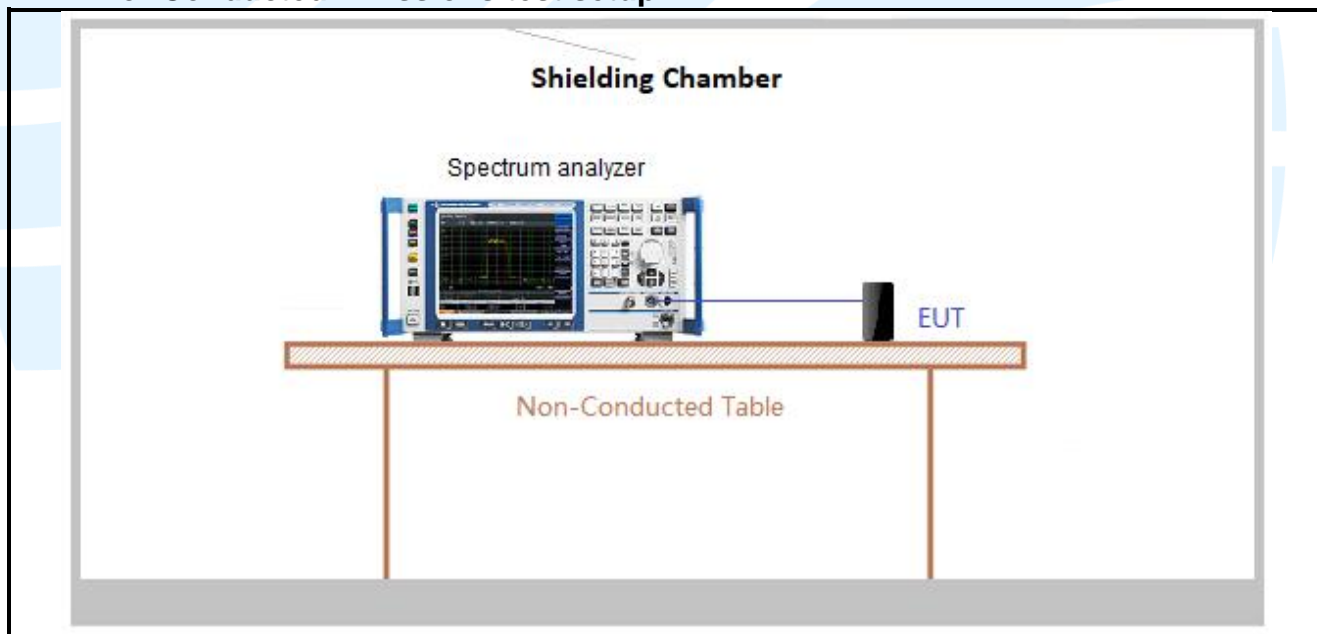 Shielding Chamber
Spectrum analyzer
EUT
Non-Conducted Table